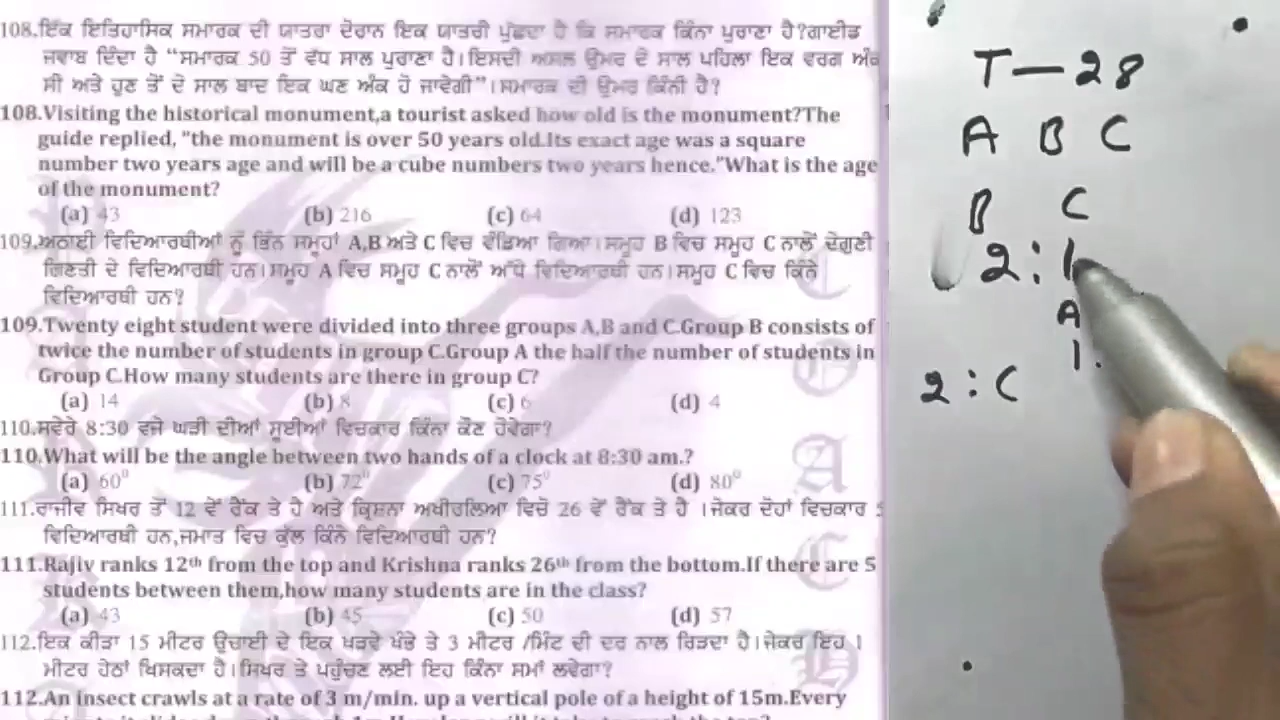 108.ਇੱਕ ਇਤਿਹਾਸਿਕ ਸਮਾਰਕ ਦੀ ਯਾਤਰਾ ਦੋਰਾਨ ਇਕ ਯਾਤਰੀ ਪੁੱਛਦਾ ਹੈ ਕਿ ਸਮਾਰਕ ਕਿੰਨਾ ਪੁਰਾਣਾ ਹੈ?ਗਾਈਡ
ਜਵਾਬ ਦਿੰਦਾ ਹੈ "ਸਮਾਰਕ 50 ਤੋਂ ਵੱਧ ਸਾਲ ਪੁਰਾਣਾ ਹੈ।ਇਸਦੀ ਅਸਲ ਉਮਰ ਦੋ ਸਾਲ ਪਹਿਲਾ ਇਕ ਵਰਗ ਅੰਕ
ਸੀ ਅਤੇ ਹੁਣ ਤੋਂ ਦੋ ਸਾਲ ਬਾਦ ਇਕ ਘਣ ਅੰਕ ਹੋ ਜਾਵੇਗੀ"।ਸਮਾਰਕ ਦੀ ਉਮਰ ਕਿੰਨੀ ਹੈ?
108.Visiting the historical monument,a tourist asked how old is the monument?The
guide replied, "the monument is over 50 years old.Its exact age was a square
number two years age and will be a cube numbers two years hence."What is the age
of the monument?
(a) 43 (b) 216 (c) 64 (d) 123
109.ਅਠਾਈ ਵਿਦਿਆਰਥੀਆਂ ਨੂੰ ਭਿੰਨ ਸਮੂਹਾਂ A,B ਅਤੇ C ਵਿਚ ਵੰਡਿਆ ਗਿਆ।ਸਮੂਹ B ਵਿਚ ਸਮੂਹ C ਨਾਲੋਂ ਦੋਗੁਣੀ
ਗਿਣਤੀ ਦੇ ਵਿਦਿਆਰਥੀ ਹਨ।ਸਮੂਹ A ਵਿਚ ਸਮੂਹ C ਨਾਲੋਂ ਅੱਧੇ ਵਿਦਿਆਰਥੀ ਹਨ।ਸਮੂਹ C ਵਿਚ ਕਿੰਨੇ
ਵਿਦਿਆਰਥੀ ਹਨ?
109.Twenty eight student were divided into three groups A,B and C.Group B consists of
twice the number of students in group C.Group A the half the number of students in
Group C.How many students are there in group C?
(a) 14 (b) 8 (c) 6 (d) 4
110.ਸਵੇਰੇ 8:30 ਵਜੇ ਘੜੀ ਦੀਆਂ ਸੂਈਆਂ ਵਿਚਕਾਰ ਕਿੰਨਾ ਕੌਣ ਹੋਵੇਗਾ?
110.What will be the angle between two hands of a clock at 8:30 am.?
(a) 60⁰ (b) 72⁰ (c) 75⁰ (d) 80⁰
111.ਰਾਜੀਵ ਸਿਖਰ ਤੋਂ 12 ਵੇਂ ਰੈਂਕ ਤੇ ਹੈ ਅਤੇ ਕ੍ਰਿਸ਼ਨਾ ਅਖੀਰਲਿਆ ਵਿਚੋ 26 ਵੇਂ ਰੈਂਕ ਤੇ ਹੈ ।ਜੇਕਰ ਦੋਹਾਂ ਵਿਚਕਾਰ 5
ਵਿਦਿਆਰਥੀ ਹਨ,ਜਮਾਤ ਵਿਚ ਕੁੱਲ ਕਿੰਨੇ ਵਿਦਿਆਰਥੀ ਹਨ?
111.Rajiv ranks 12th from the top and Krishna ranks 26th from the bottom.If there are 5
students between them,how many students are in the class?
(a) 43 (b) 45 (c) 50 (d) 57
112.ਇਕ ਕੀੜਾ 15 ਮੀਟਰ ਉਚਾਈ ਦੇ ਇਕ ਖੜਵੇ ਖੰਭੇ ਤੇ 3 ਮੀਟਰ /ਮਿੰਟ ਦੀ ਦਰ ਨਾਲ ਰਿੜਦਾ ਹੈ।ਜੇਕਰ ਇਹ 1
ਮੀਟਰ ਹੇਠਾਂ ਖਿਸਕਦਾ ਹੈ।ਸਿਖਰ ਤੇ ਪਹੁੰਚਣ ਲਈ ਇਹ ਕਿੰਨਾ ਸਮਾਂ ਲਵੇਗਾ?
112.An insect crawls at a rate of 3 m/min. up a vertical pole of a height of 15m.Every
T — 28
A B C
B C
2 : 1
A
1 .
2 : C